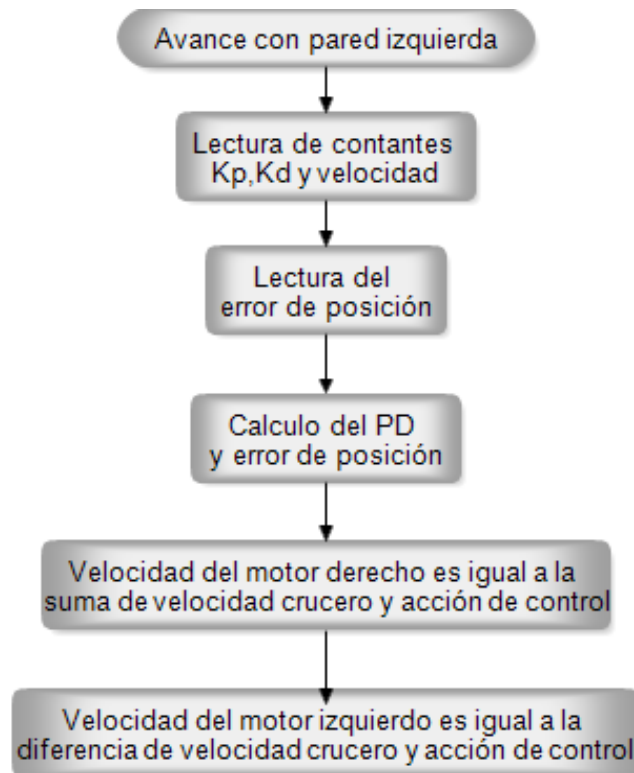 Avance con pared izquierda
Lectura de contantes
Kp,Kd y velocidad
Lectura del
error de posición
Calculo del PD
y error de posición
Velocidad del motor derecho es igual a la
suma de velocidad crucero y acción de control
Velocidad del motor izquierdo es igual a la
diferencia de velocidad crucero y acción de control